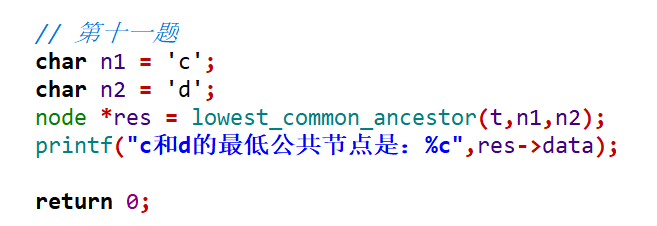 // 第十一题
char n1 = 'c';
char n2 = 'd';
node *res = lowest_common_ancestor(t,n1,n2);
printf("c和d的最低公共节点是：%c",res->data);
return 0;